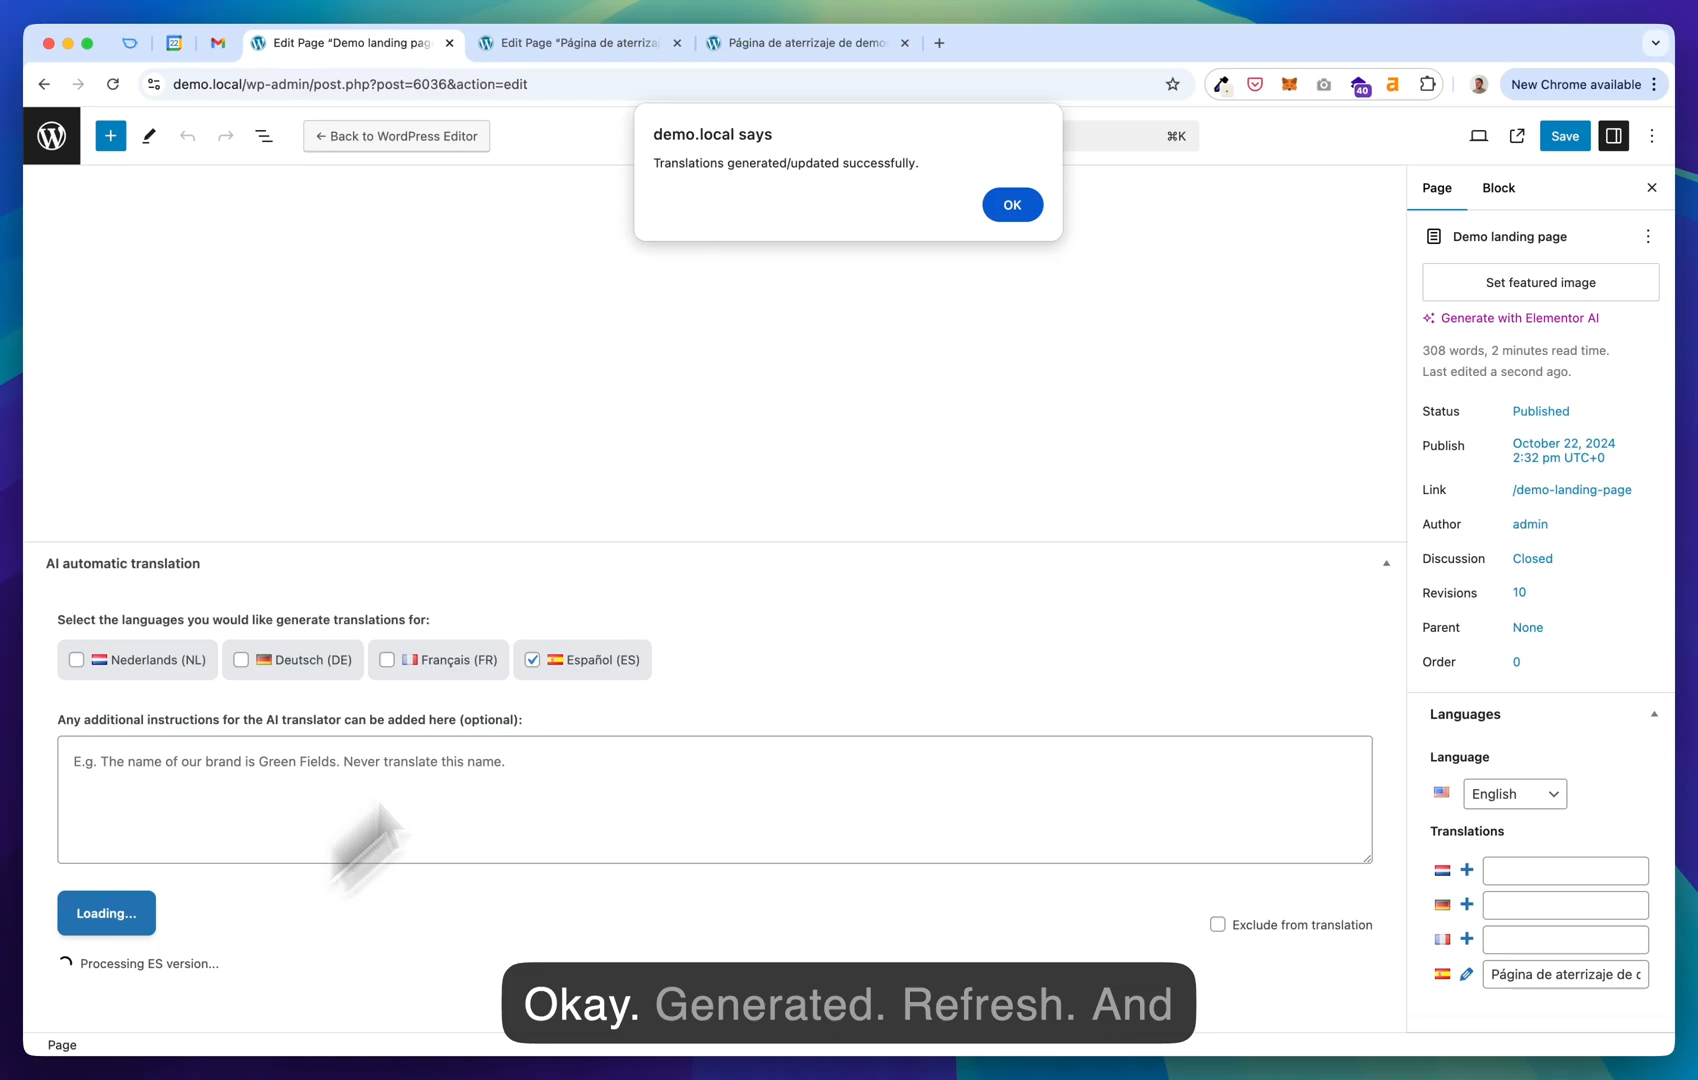 22
Edit Page “Demo landing pag
Edit Page “Página de aterriza
Página de aterrizaje de demo
demo.local/wp-admin/post.php?post=6036&action=edit
40
a
New Chrome available
← Back to WordPress Editor
⌘K
Save
demo.local says
Translations generated/updated successfully.
OK
Page
Block
Demo landing page
Set featured image
Generate with Elementor AI
308 words, 2 minutes read time.
Last edited a second ago.
Status
Published
Publish
October 22, 2024
2:32 pm UTC+0
Link
/demo-landing-page
Author
admin
Discussion
Closed
Revisions
10
Parent
None
Order
0
AI automatic translation
Select the languages you would like generate translations for:
Nederlands (NL)
Deutsch (DE)
Français (FR)
Español (ES)
Any additional instructions for the AI translator can be added here (optional):
E.g. The name of our brand is Green Fields. Never translate this name.
Loading...
Exclude from translation
Processing ES version...
Languages
Language
English
Translations
Página de aterrizaje de c
Okay. Generated. Refresh. And
Page